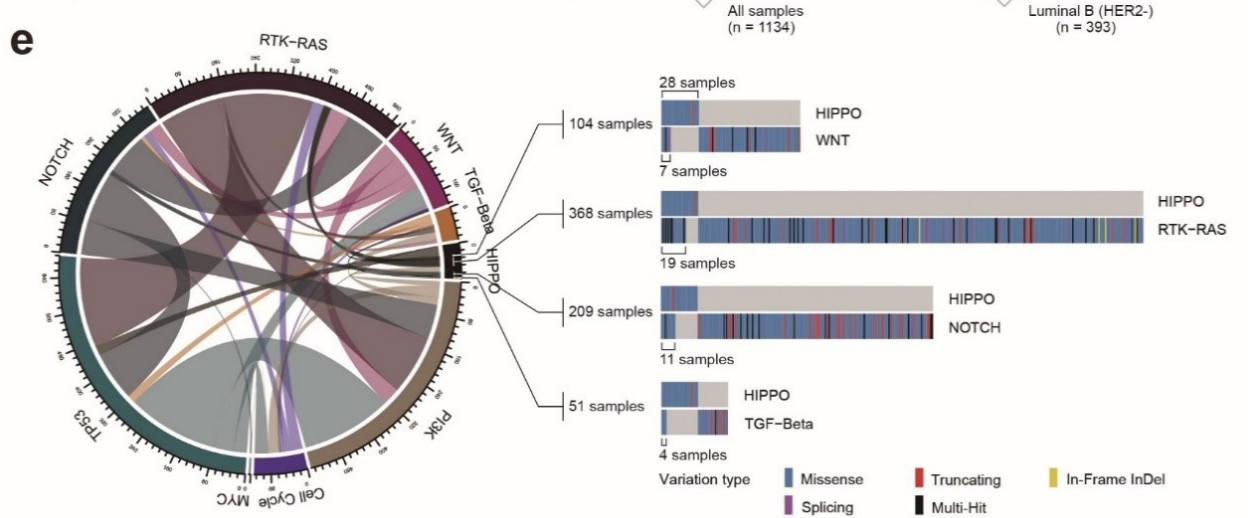 All samples
(n = 1134)
Luminal B (HER2-)
(n = 393)
e
RTK−RAS
WNT
TGF−Beta
HIPPO
PI3K
Cell Cycle
MYC
TP53
NOTCH
104 samples
368 samples
209 samples
51 samples
28 samples
HIPPO
WNT
7 samples
HIPPO
RTK−RAS
19 samples
HIPPO
NOTCH
11 samples
HIPPO
TGF−Beta
4 samples
Variation type
Missense
Truncating
In-Frame InDel
Splicing
Multi-Hit